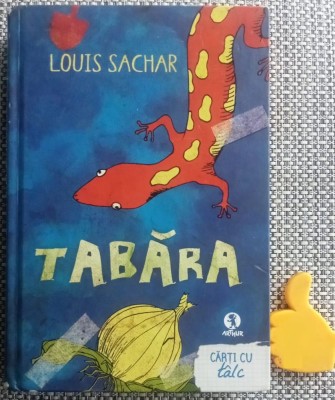 LOUIS SACHAR
TABĂRA
ARTHUR
CĂRȚI CU
tâlc